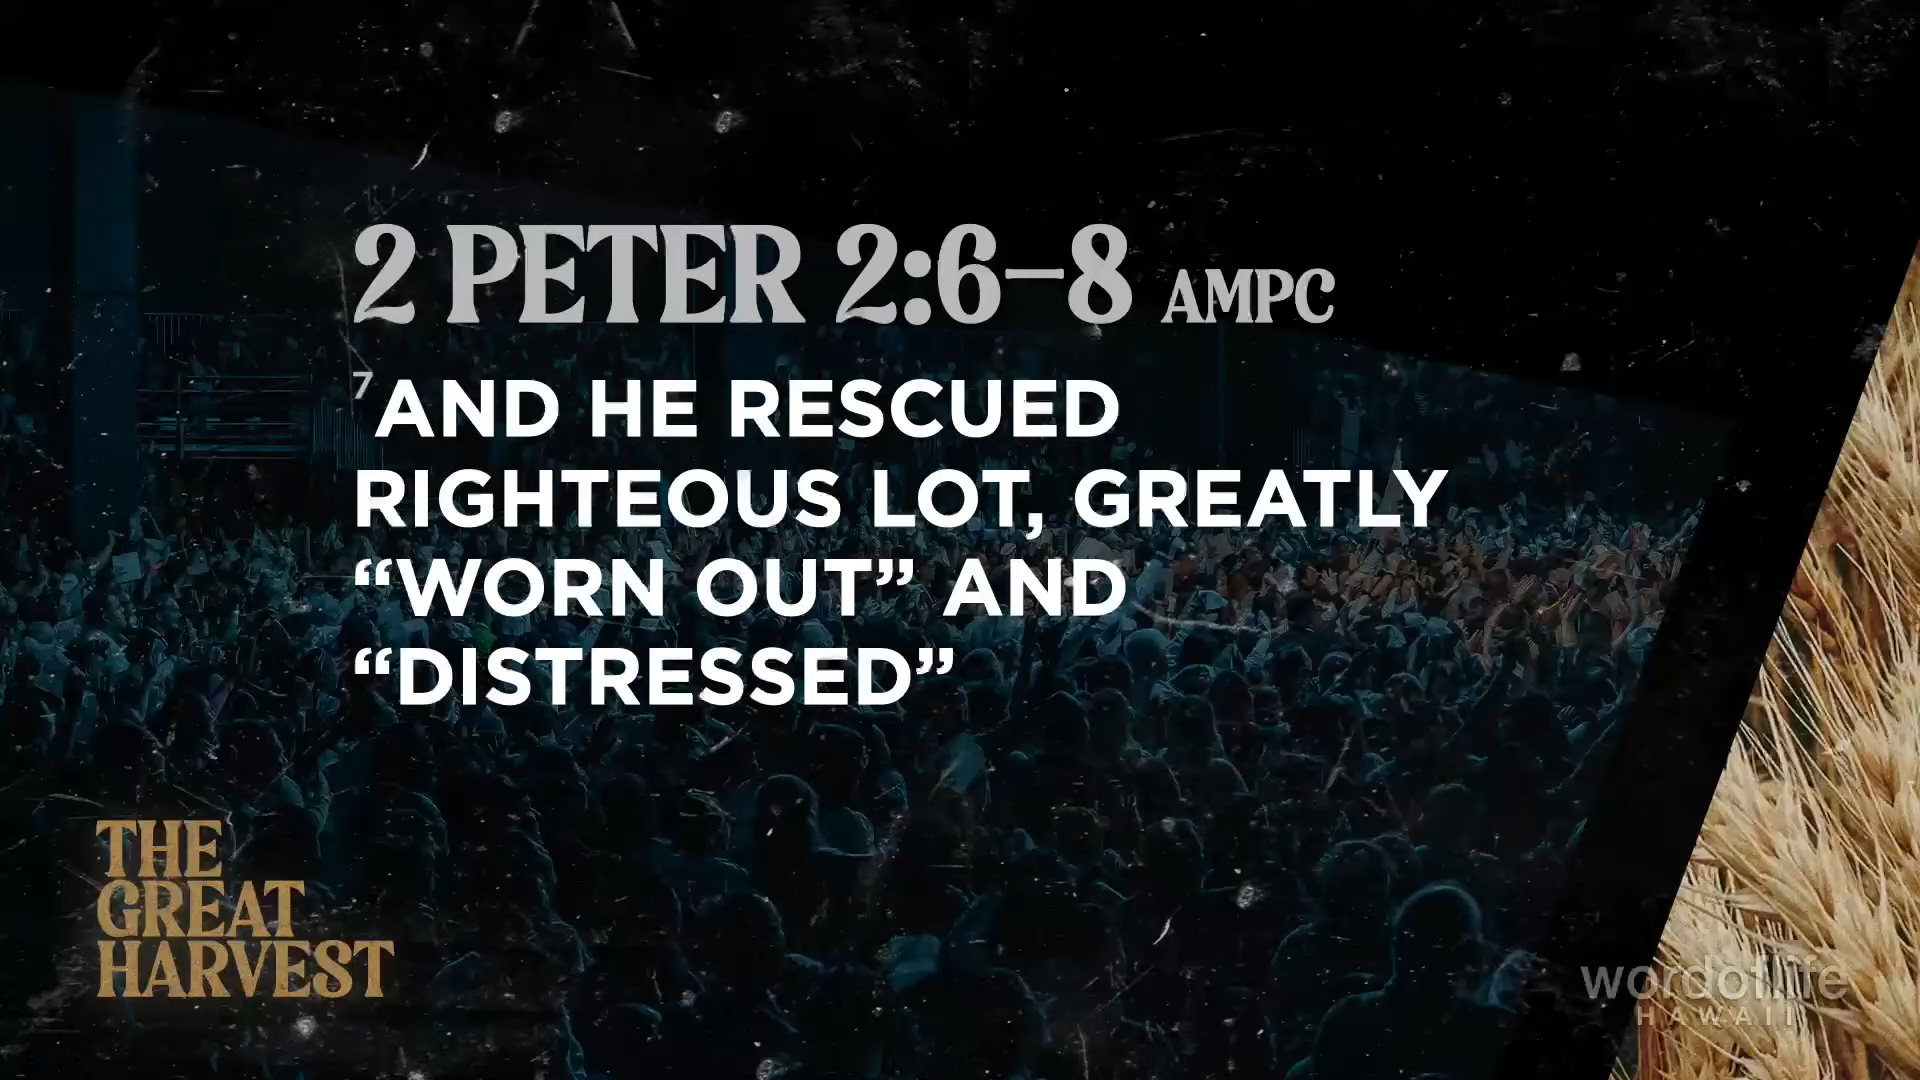 2 PETER 2:6–8 AMPC
7AND HE RESCUED
RIGHTEOUS LOT, GREATLY
“WORN OUT” AND
“DISTRESSED”
THE
GREAT
HARVEST
wordoflife
HAWAII